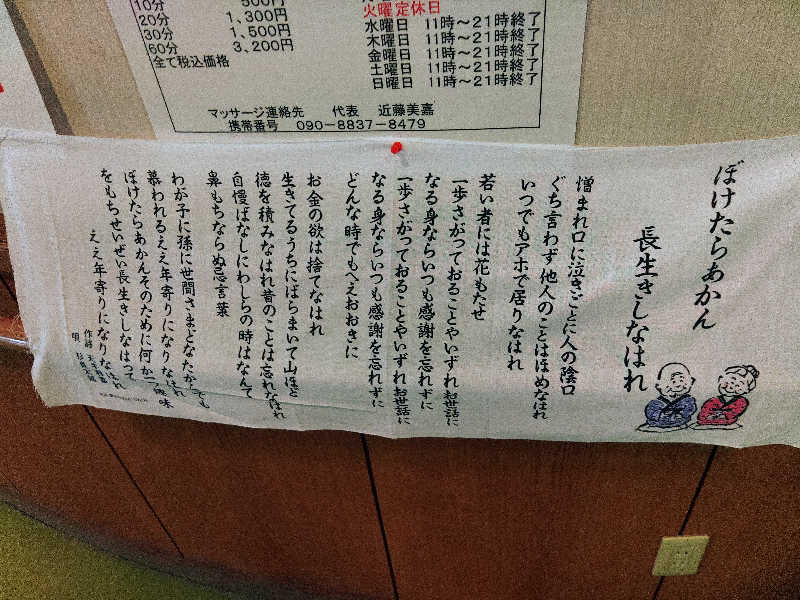 10分 500円
20分 1,300円
30分 1,500円
60分 3,200円
全て税込価格
火曜定休日
水曜日 11時～21時終了
木曜日 11時～21時終了
金曜日 11時～21時終了
土曜日 11時～21時終了
日曜日 11時～21時終了
マッサージ連絡先 代表 近藤美嘉
携帯番号 090-8837-8479
ぼけたらあかん
長生きしなはれ
憎まれ口に泣きごとに人の陰口
ぐち言わず他人のことはほめなはれ
いつでもアホで居りなはれ
若い者には花もたせ
一歩さがっておることやいずれお世話に
なる身ならいつも感謝を忘れずに
一歩さがっておることやいずれお世話に
なる身ならいつも感謝を忘れずに
どんな時でもへえおおきに
お金の欲は捨てなはれ
生きてるうちにばらまいて山ほど
徳を積みなはれ昔のことは忘れなはれ
自慢ばなしにわしらの時はなんて
鼻もちならぬ忌言葉
わが子に孫に世間さまどなたからでも
慕われるええ年寄りになりなはれ
ぼけたらあかんそのために何か一つ趣味
をもちせいぜい長生きしなはって
ええ年寄りになりなはれ
作詩
唄